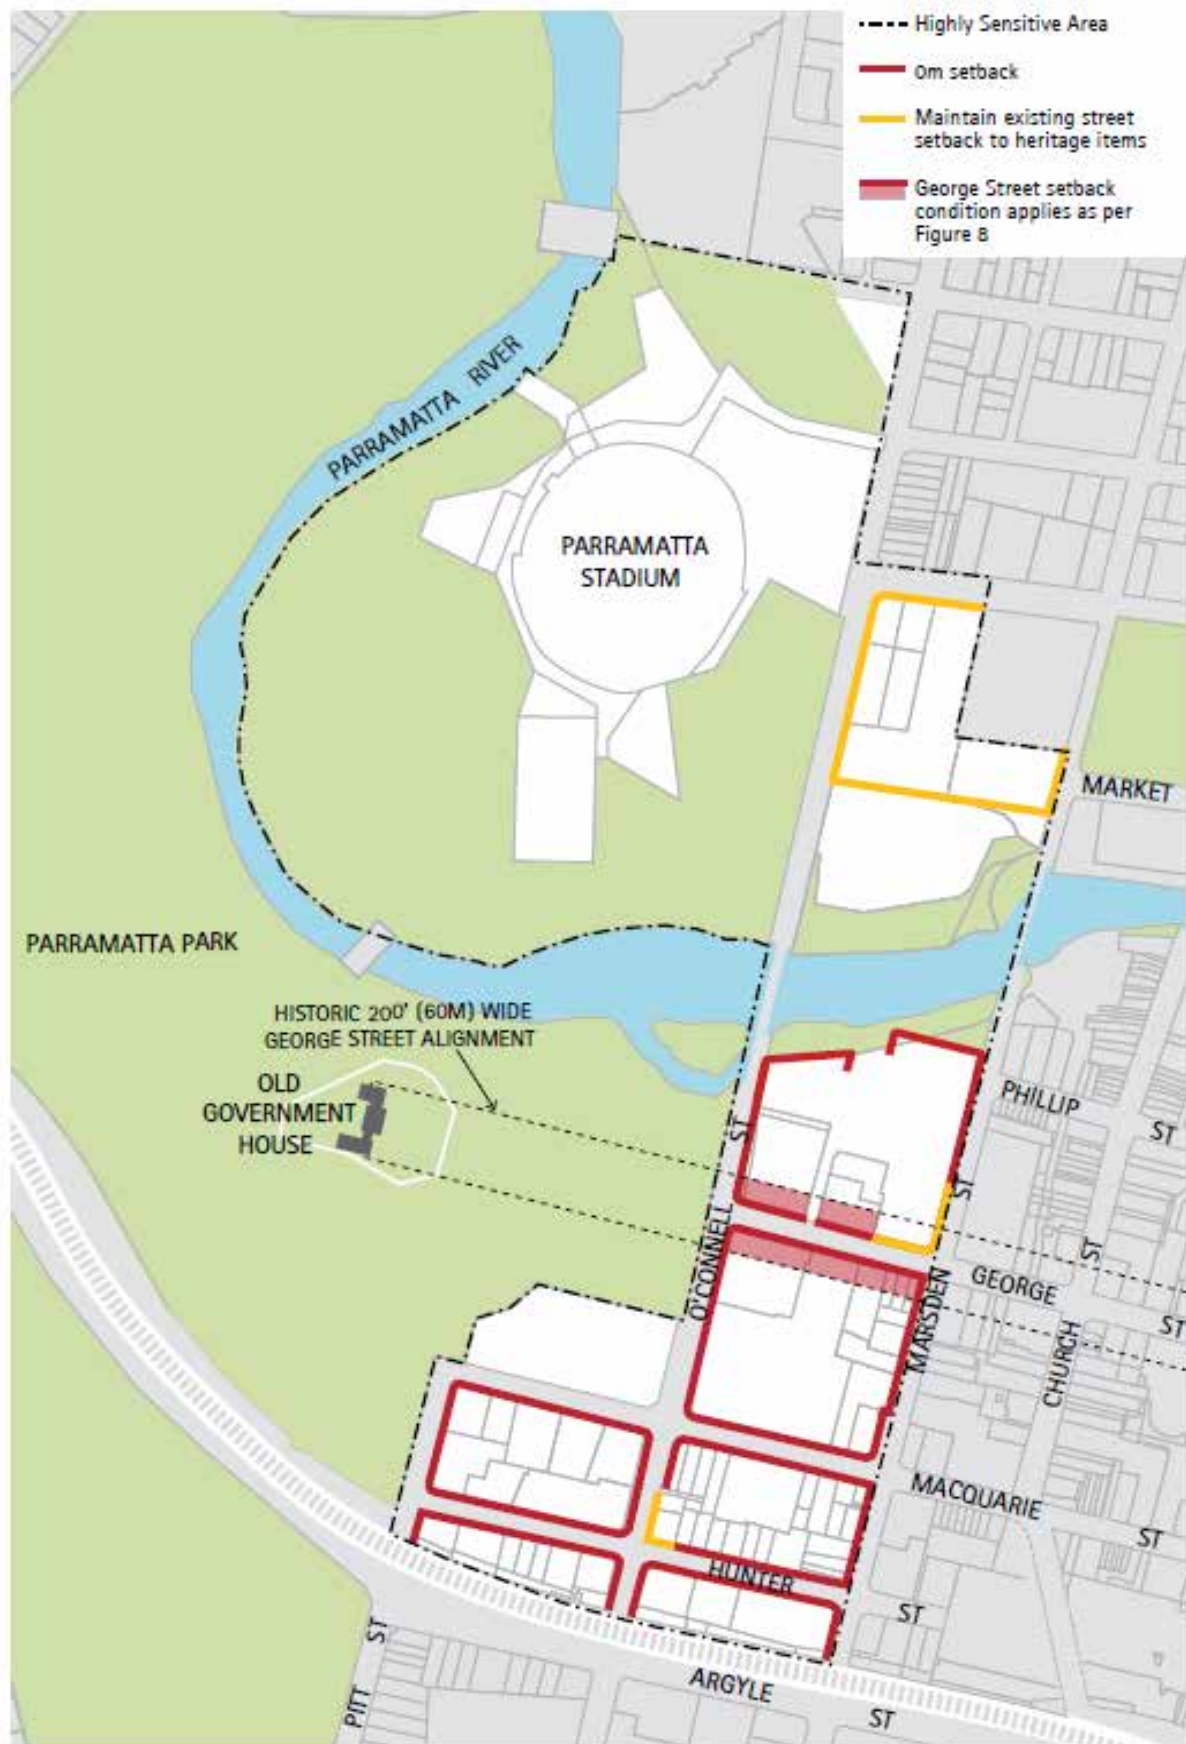 Highly Sensitive Area
0m setback
Maintain existing street
setback to heritage items
George Street setback
condition applies as per
Figure 8
PARRAMATTA RIVER
PARRAMATTA
STADIUM
MARKET
PARRAMATTA PARK
HISTORIC 200' (60M) WIDE
GEORGE STREET ALIGNMENT
OLD
GOVERNMENT
HOUSE
PHILLIP
ST
O'CONNELL
ST
MARSDEN
ST
GEORGE
ST
CHURCH
ST
MACQUARIE
ST
HUNTER
ST
PITT
ST
ARGYLE
ST